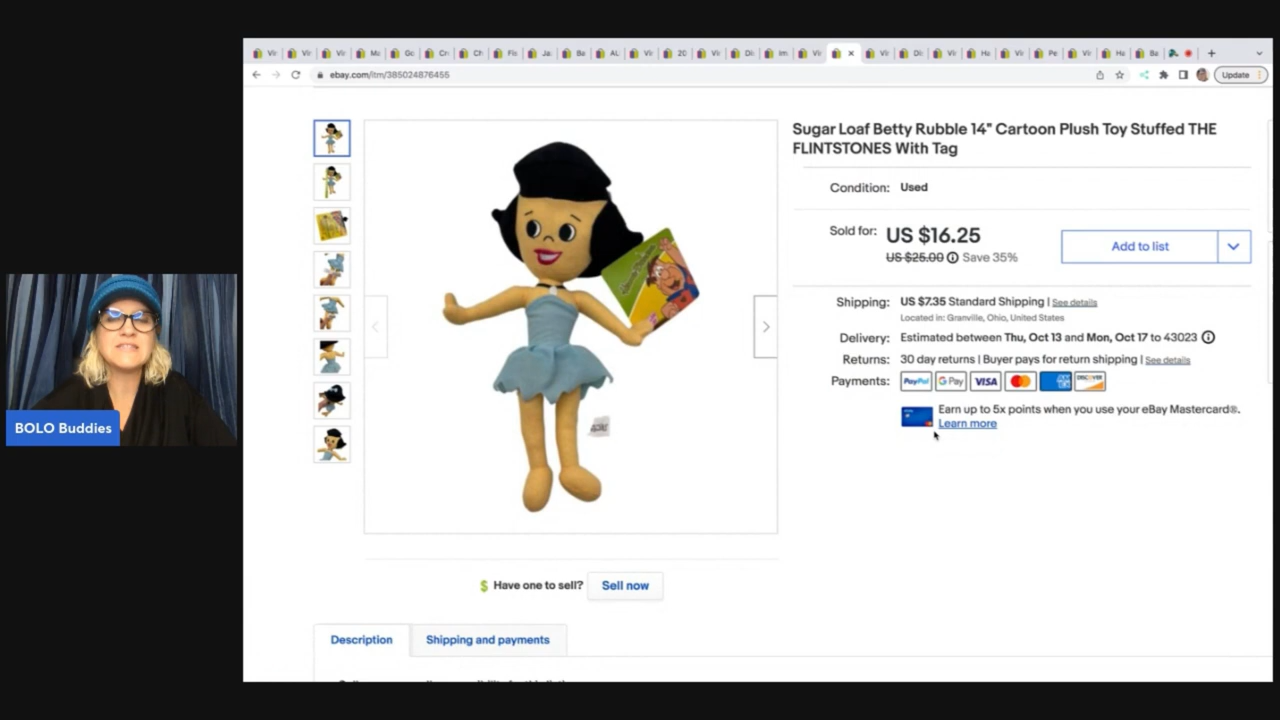 ebay.com/itm/385024876455
Update
Sugar Loaf Betty Rubble 14" Cartoon Plush Toy Stuffed THE
FLINTSTONES With Tag
Condition: Used
Sold for: US $16.25
US $25.00 Save 35%
Add to list
Shipping: US $7.35 Standard Shipping | See details
Located in: Granville, Ohio, United States
Delivery: Estimated between Thu, Oct 13 and Mon, Oct 17 to 43023
Returns: 30 day returns | Buyer pays for return shipping | See details
Payments: PayPal G Pay VISA DISCOVER
Earn up to 5x points when you use your eBay Mastercard®.
Learn more
BOLO Buddies
$ Have one to sell? Sell now
Description
Shipping and payments